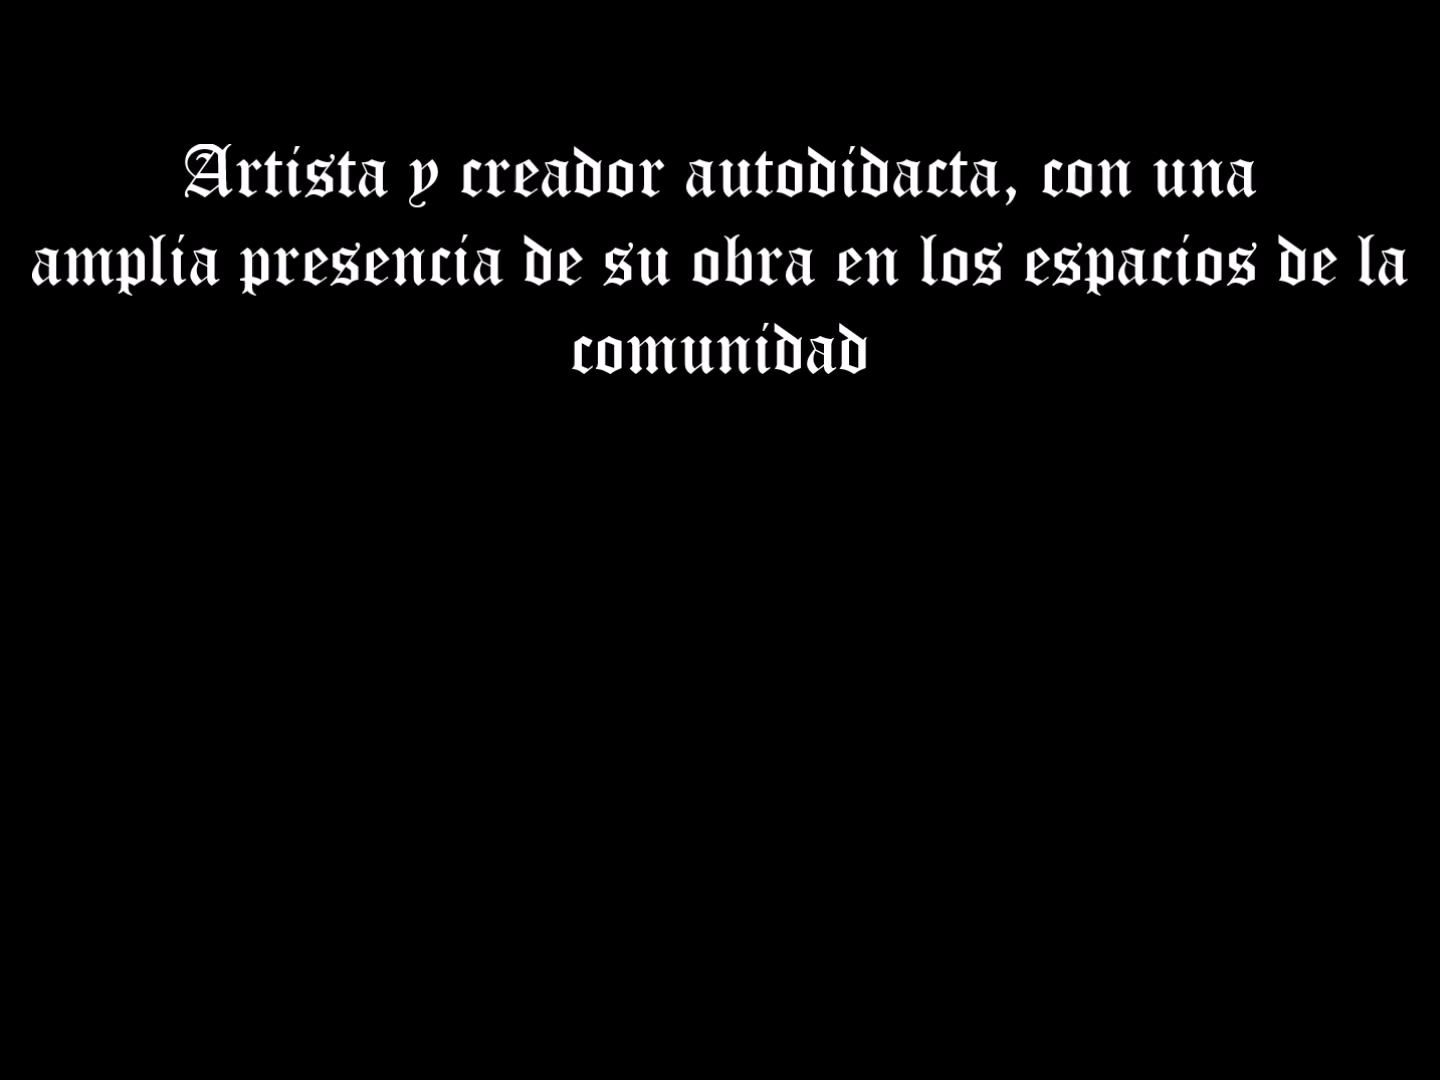 Artista y creador autodidacta, con una
amplia presencia de su obra en los espacios de la
comunidad